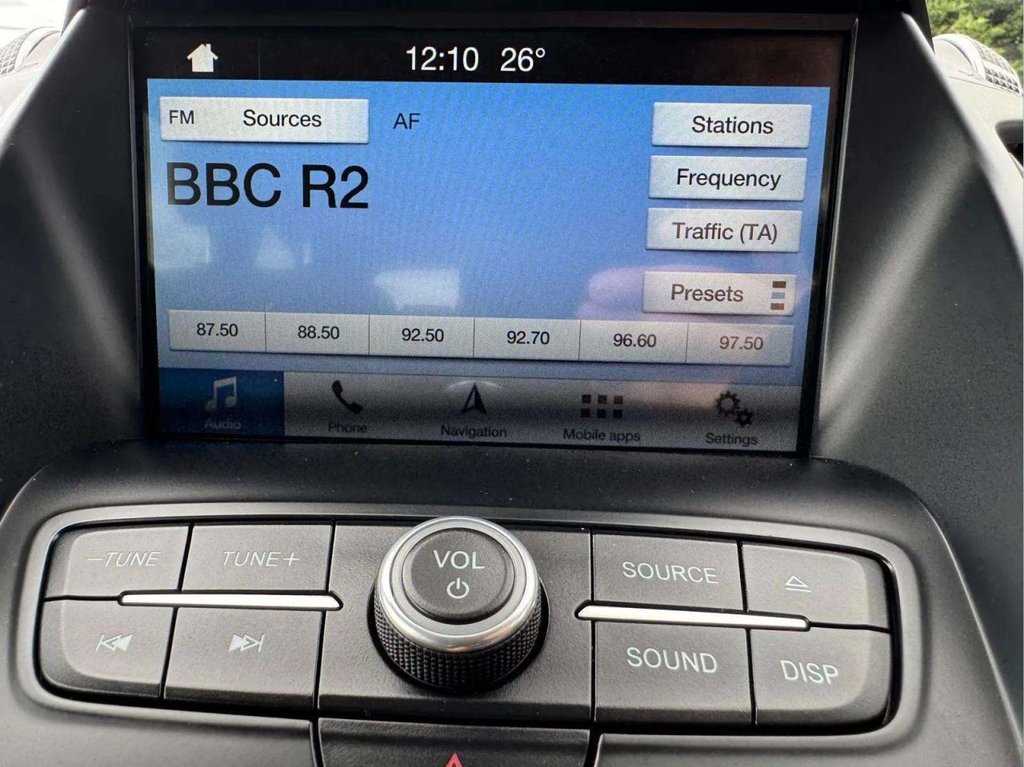 12:10 26°
FM Sources AF Stations
BBC R2
Frequency
Traffic (TA)
Presets
87.50 88.50 92.50 92.70 96.60 97.50
Audio Phone Navigation Mobile apps Settings
–TUNE TUNE+ VOL SOURCE
SOUND DISP